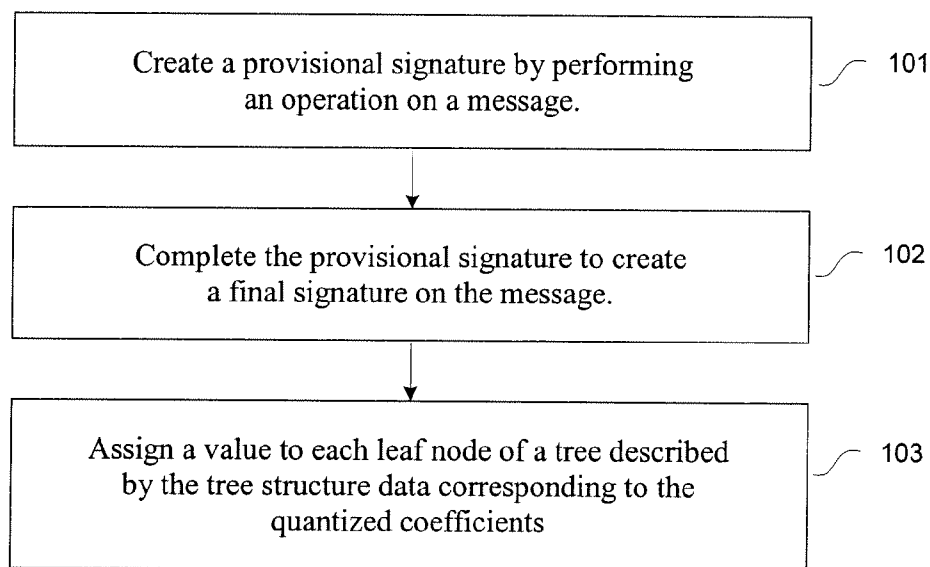 Create a provisional signature by performing
an operation on a message.
101
Complete the provisional signature to create
a final signature on the message.
102
Assign a value to each leaf node of a tree described
by the tree structure data corresponding to the
quantized coefficients
103